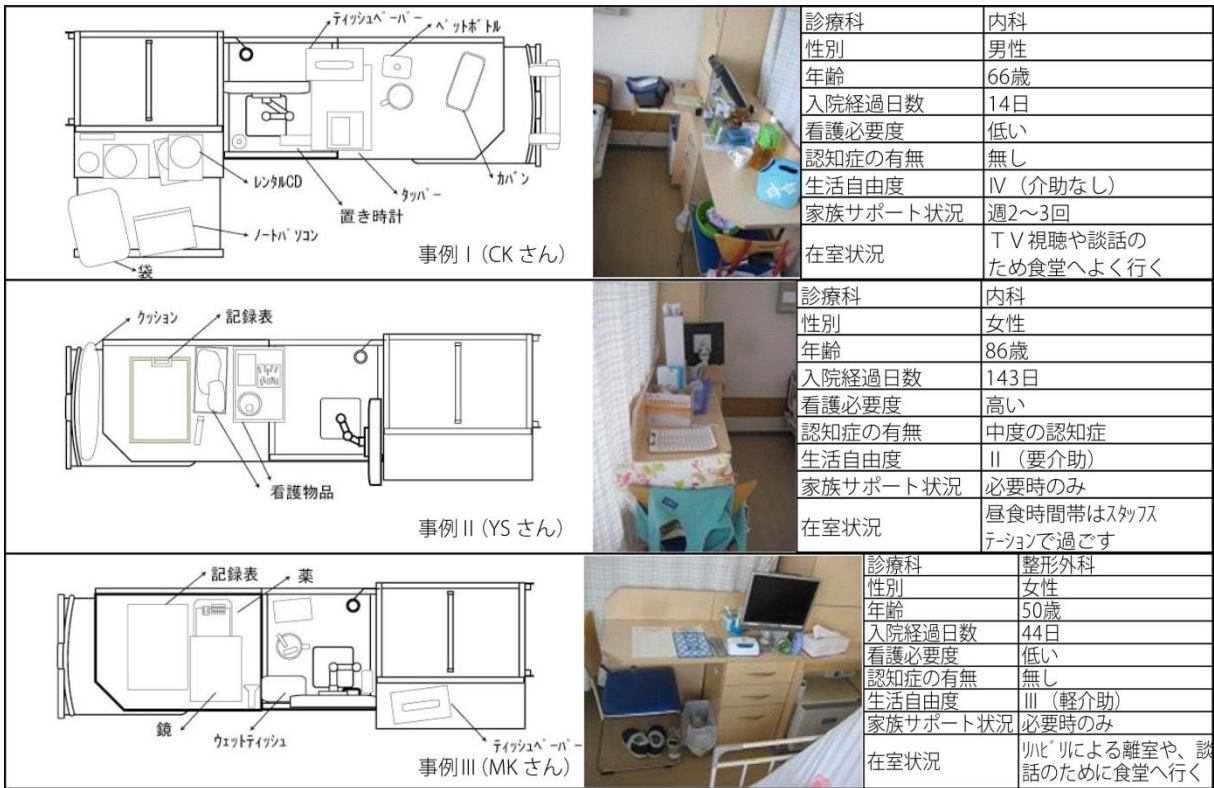 ティッシュペーパー
ペットボトル
レンタルCD
カバン
タッパー
置き時計
ノートパソコン
袋
事例Ⅰ(CKさん)
診療科 内科
性別 男性
年齢 66歳
入院経過日数 14日
看護必要度 低い
認知症の有無 無し
生活自由度 Ⅳ(介助なし)
家族サポート状況 週2~3回
在室状況 TV視聴や談話の
ため食堂へよく行く
クッション
記録表
看護物品
事例Ⅱ(YSさん)
診療科 内科
性別 女性
年齢 86歳
入院経過日数 143日
看護必要度 高い
認知症の有無 中度の認知症
生活自由度 Ⅱ(要介助)
家族サポート状況 必要時のみ
在室状況 昼食時間帯はスタッフス
テーションで過ごす
記録表
薬
鏡
ウェットティッシュ
ティッシュペーパー
事例Ⅲ(MKさん)
診療科 整形外科
性別 女性
年齢 50歳
入院経過日数 44日
看護必要度 低い
認知症の有無 無し
生活自由度 Ⅲ(軽介助)
家族サポート状況 必要時のみ
在室状況 リハビリによる離室や、談
話のために食堂へ行く